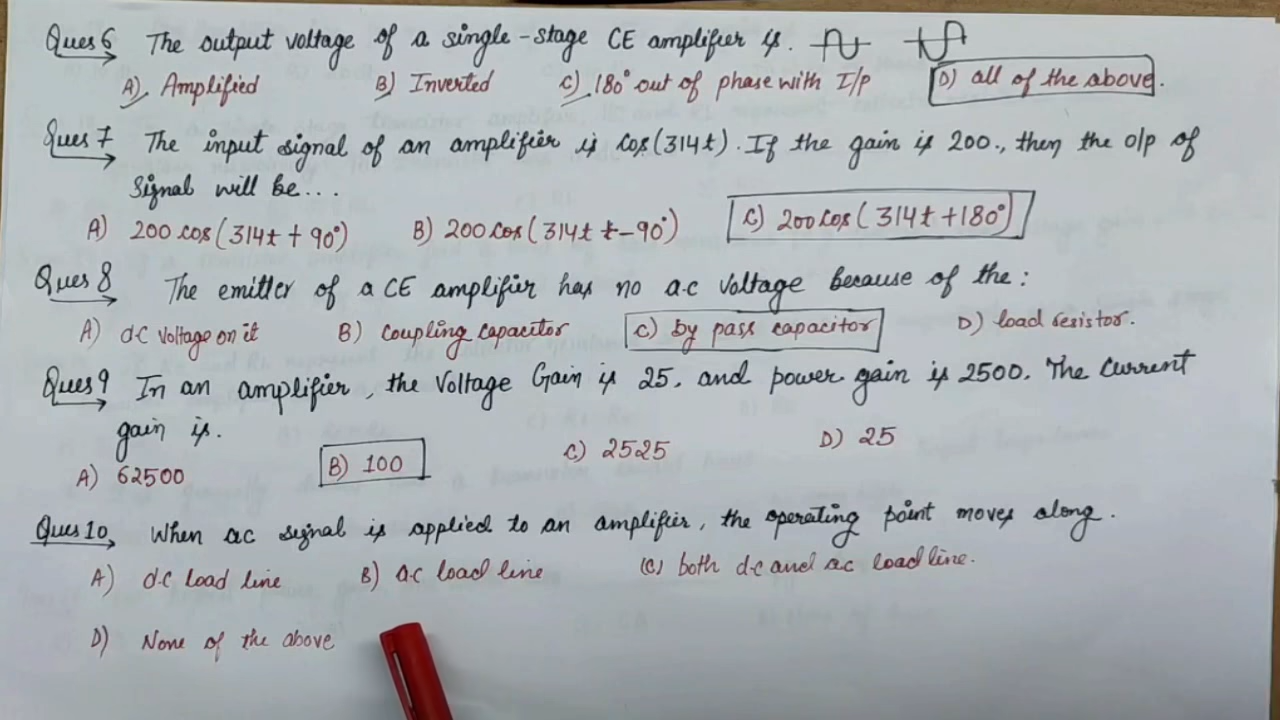 Ques 6 The output voltage of a single-stage CE amplifier is.
A) Amplified B) Inverted C) 180° out of phase with I/p D) all of the above.
Ques 7 The input signal of an amplifier is cos(314t). If the gain is 200., then the o/p of
signal will be...
A) 200 cos(314t + 90°) B) 200 cos(314t - 90°) C) 200 cos(314t + 180°)
Ques 8 The emitter of a CE amplifier has no a.c voltage because of the:
A) d.C voltage on it B) Coupling capacitor C) by pass capacitor D) load resistor.
Ques 9 In an amplifier, the Voltage Gain is 25, and power gain is 2500. The Current
gain is.
A) 62500 B) 100 C) 2525 D) 25
Ques 10 When ac signal is applied to an amplifier, the operating point moves along.
A) d.C load line B) a.c load line (C) both d.c and ac load line.
D) None of the above